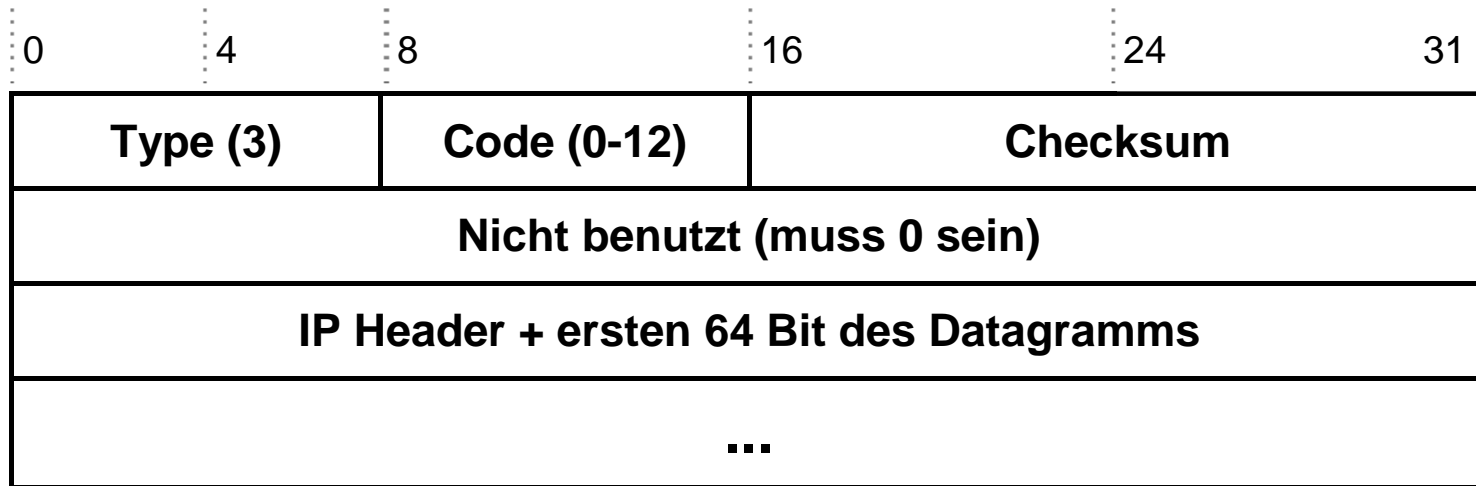 0 4 8 16 24 31
Type (3) Code (0-12) Checksum
Nicht benutzt (muss 0 sein)
IP Header + ersten 64 Bit des Datagramms
...